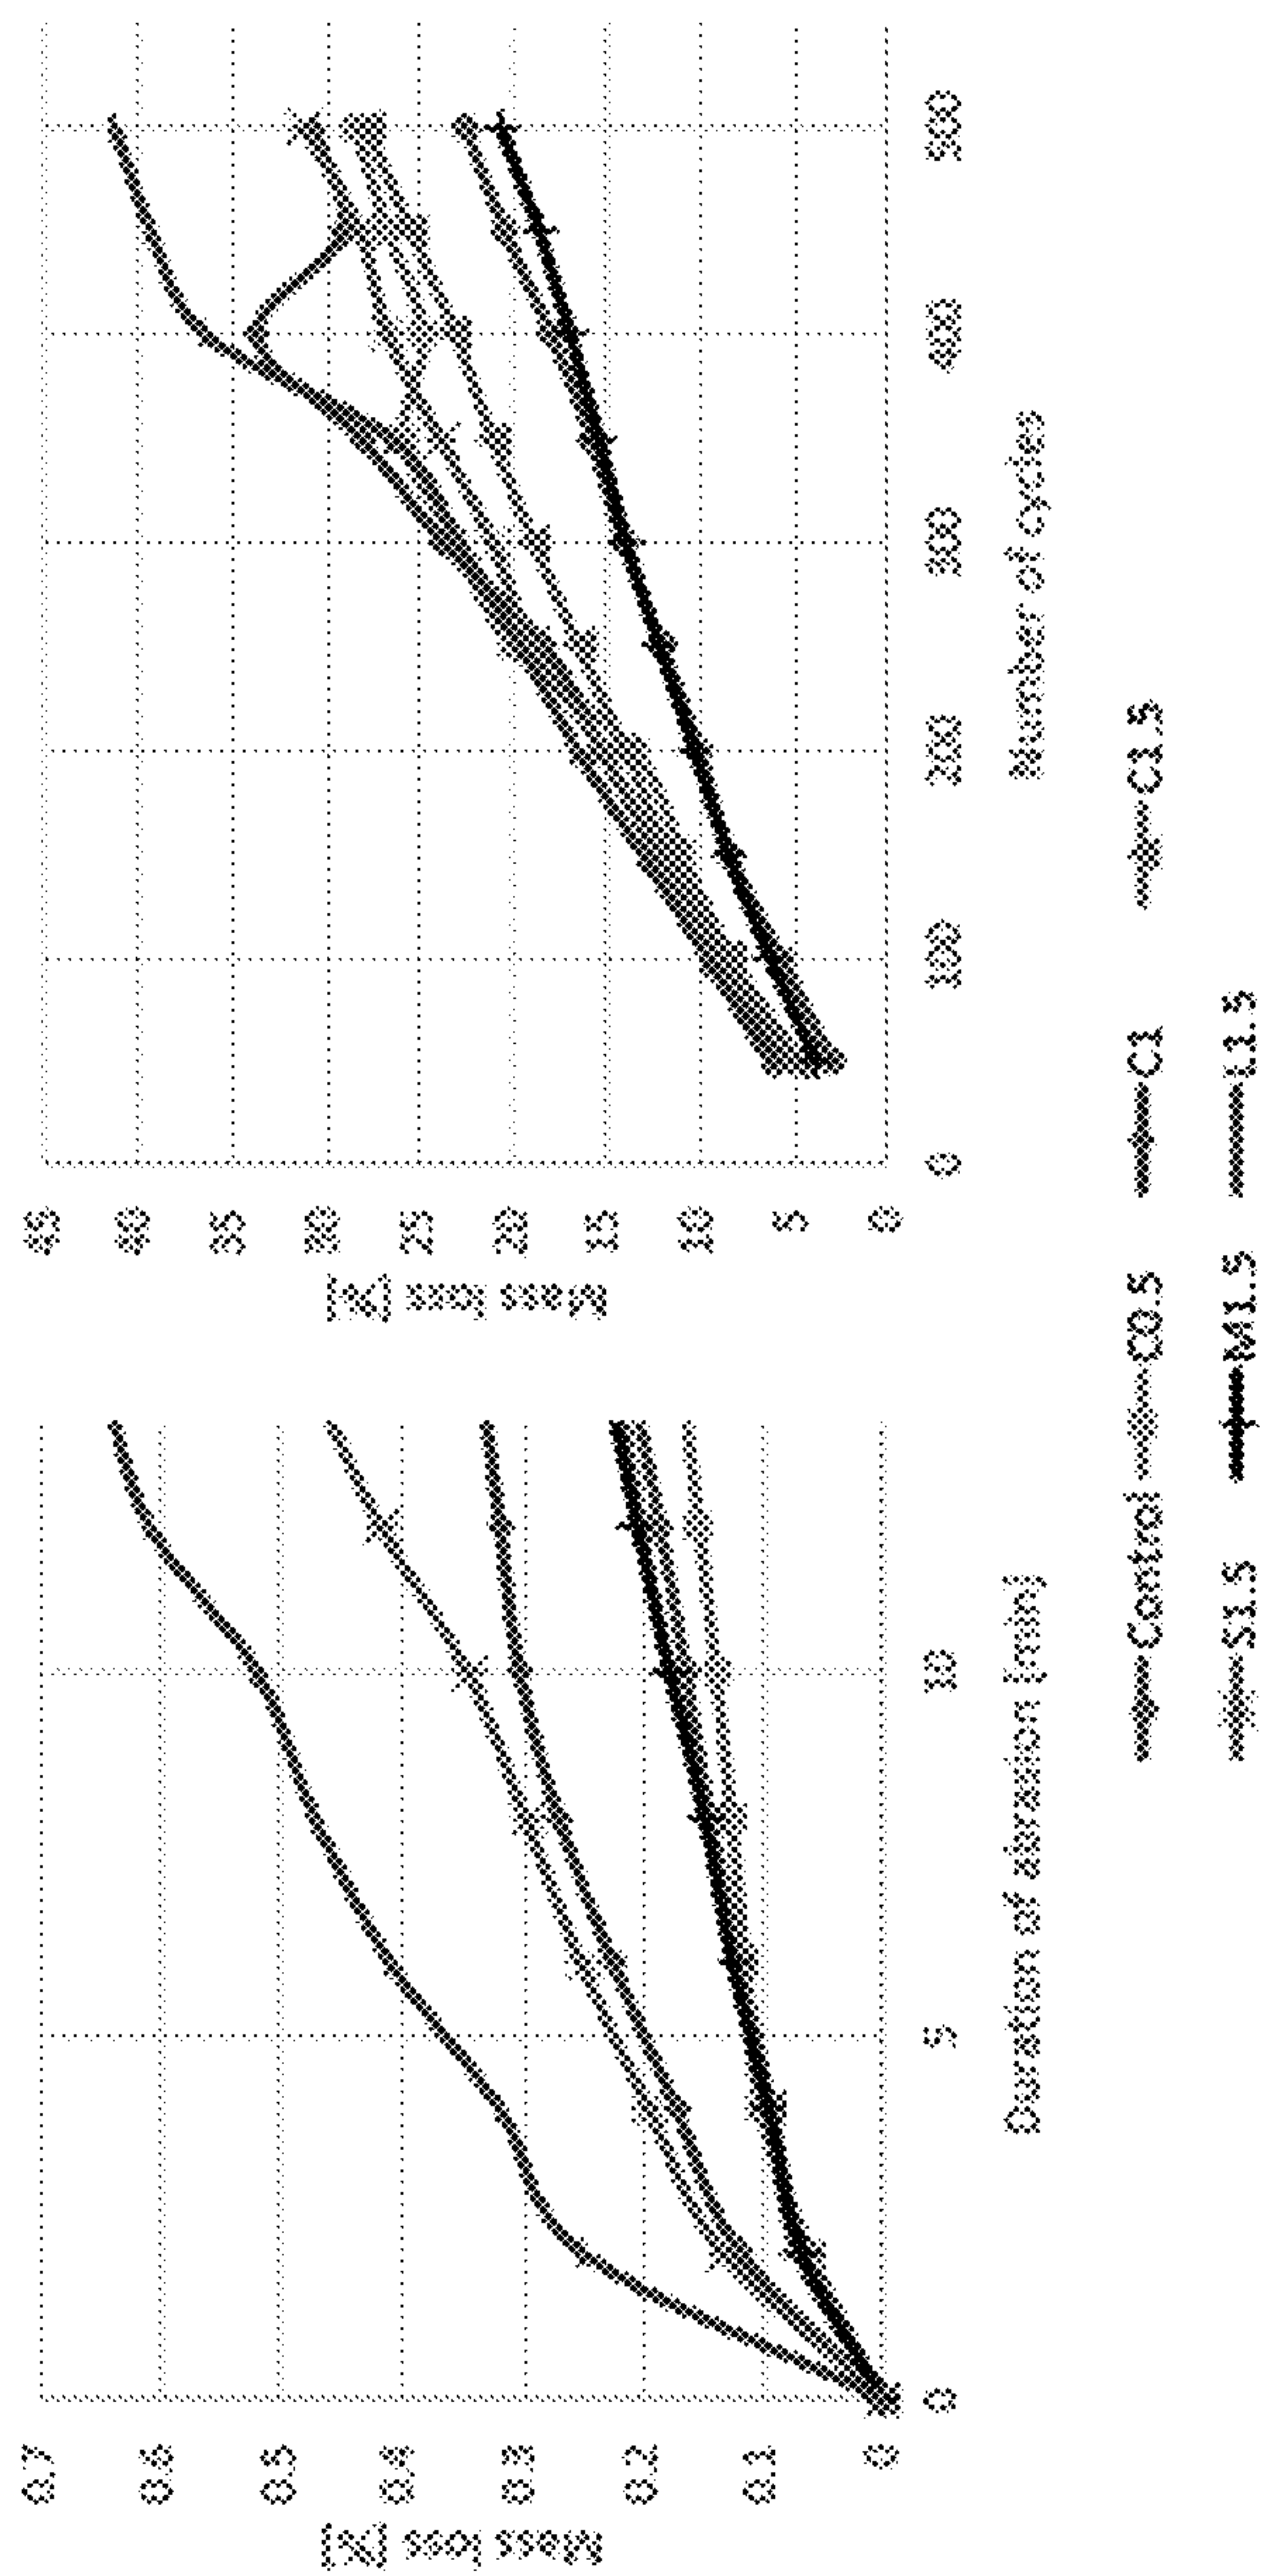 Mass loss [%]
0.7
0.6
0.5
0.4
0.3
0.2
0.1
0
0 5 10
Duration of abrasion [min]
Mass loss [%]
45
40
35
30
25
20
15
10
5
0
0 100 200 300 400 500
Number of cycles
Control C0.5 C1 C1.5
S1.5 M1.5 L1.5